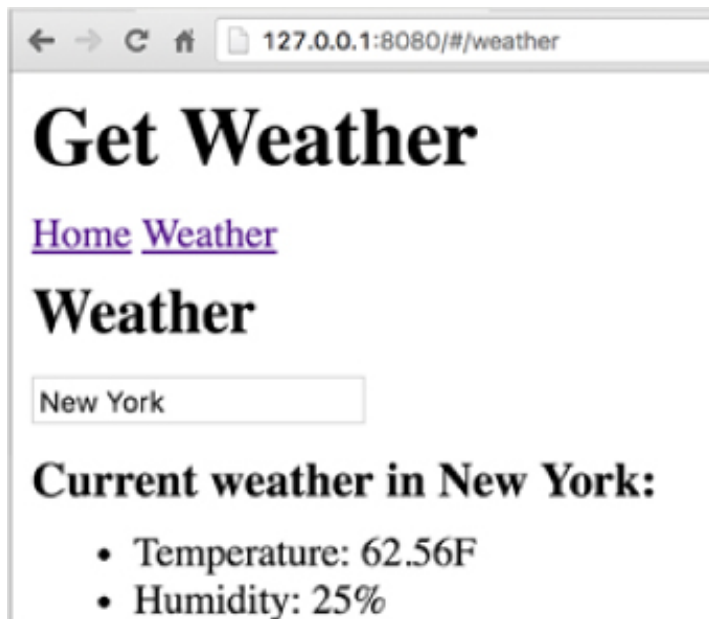 127.0.0.1:8080/#/weather
Get Weather
Home Weather
Weather
New York
Current weather in New York:
• Temperature: 62.56F
• Humidity: 25%